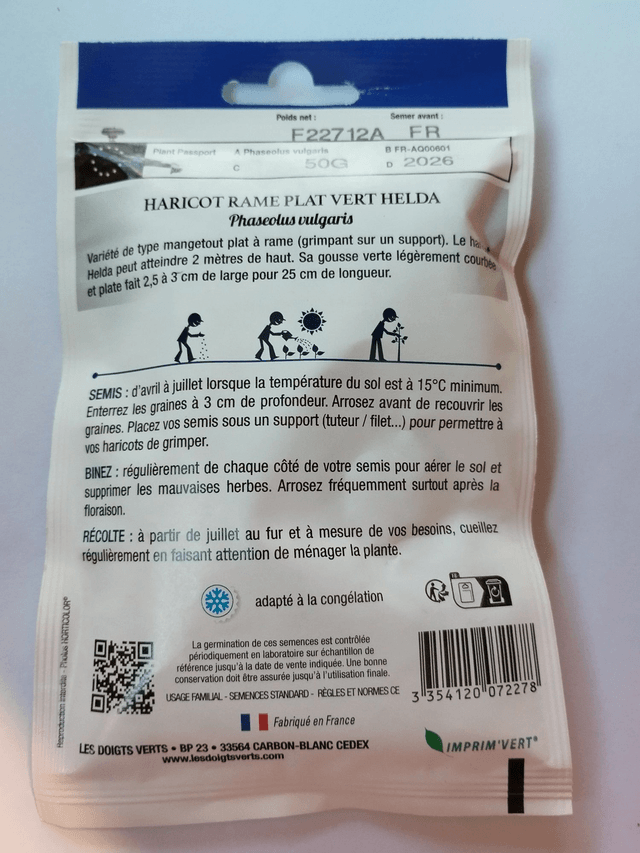 Poids net : Semer avant :
F22712A FR
Plant Passport A Phaseolus vulgaris B FR-AQ00601
C 50G D 2026
HARICOT RAME PLAT VERT HELDA
Phaseolus vulgaris
Variété de type mangetout plat à rame (grimpant sur un support). Le
Helda peut atteindre 2 mètres de haut. Sa gousse verte légèrement courbée
et plate fait 2,5 à 3 cm de large pour 25 cm de longueur.
SEMIS : d'avril à juillet lorsque la température du sol est à 15°C minimum.
Enterrez les graines à 3 cm de profondeur. Arrosez avant de recouvrir les
graines. Placez vos semis sous un support (tuteur / filet...) pour permettre à
vos haricots de grimper.
BINEZ : régulièrement de chaque côté de votre semis pour aérer le sol et
supprimer les mauvaises herbes. Arrosez fréquemment surtout après la
floraison.
RÉCOLTE : à partir de juillet au fur et à mesure de vos besoins, cueillez
régulièrement en faisant attention de ménager la plante.
adapté à la congélation
La germination de ces semences est contrôlée
périodiquement en laboratoire sur échantillon de
référence jusqu'à la date de vente indiquée. Une bonne
conservation doit être assurée jusqu'à l'utilisation finale.
USAGE FAMILIAL - SEMENCES STANDARD - RÈGLES ET NORMES CE
3 354120 072278
Fabriqué en France
LES DOIGTS VERTS • BP 23 • 33564 CARBON-BLANC CEDEX
www.lesdoigtsverts.com
IMPRIM'VERT®
Reproduction interdite - Photos HORTICOLOR®